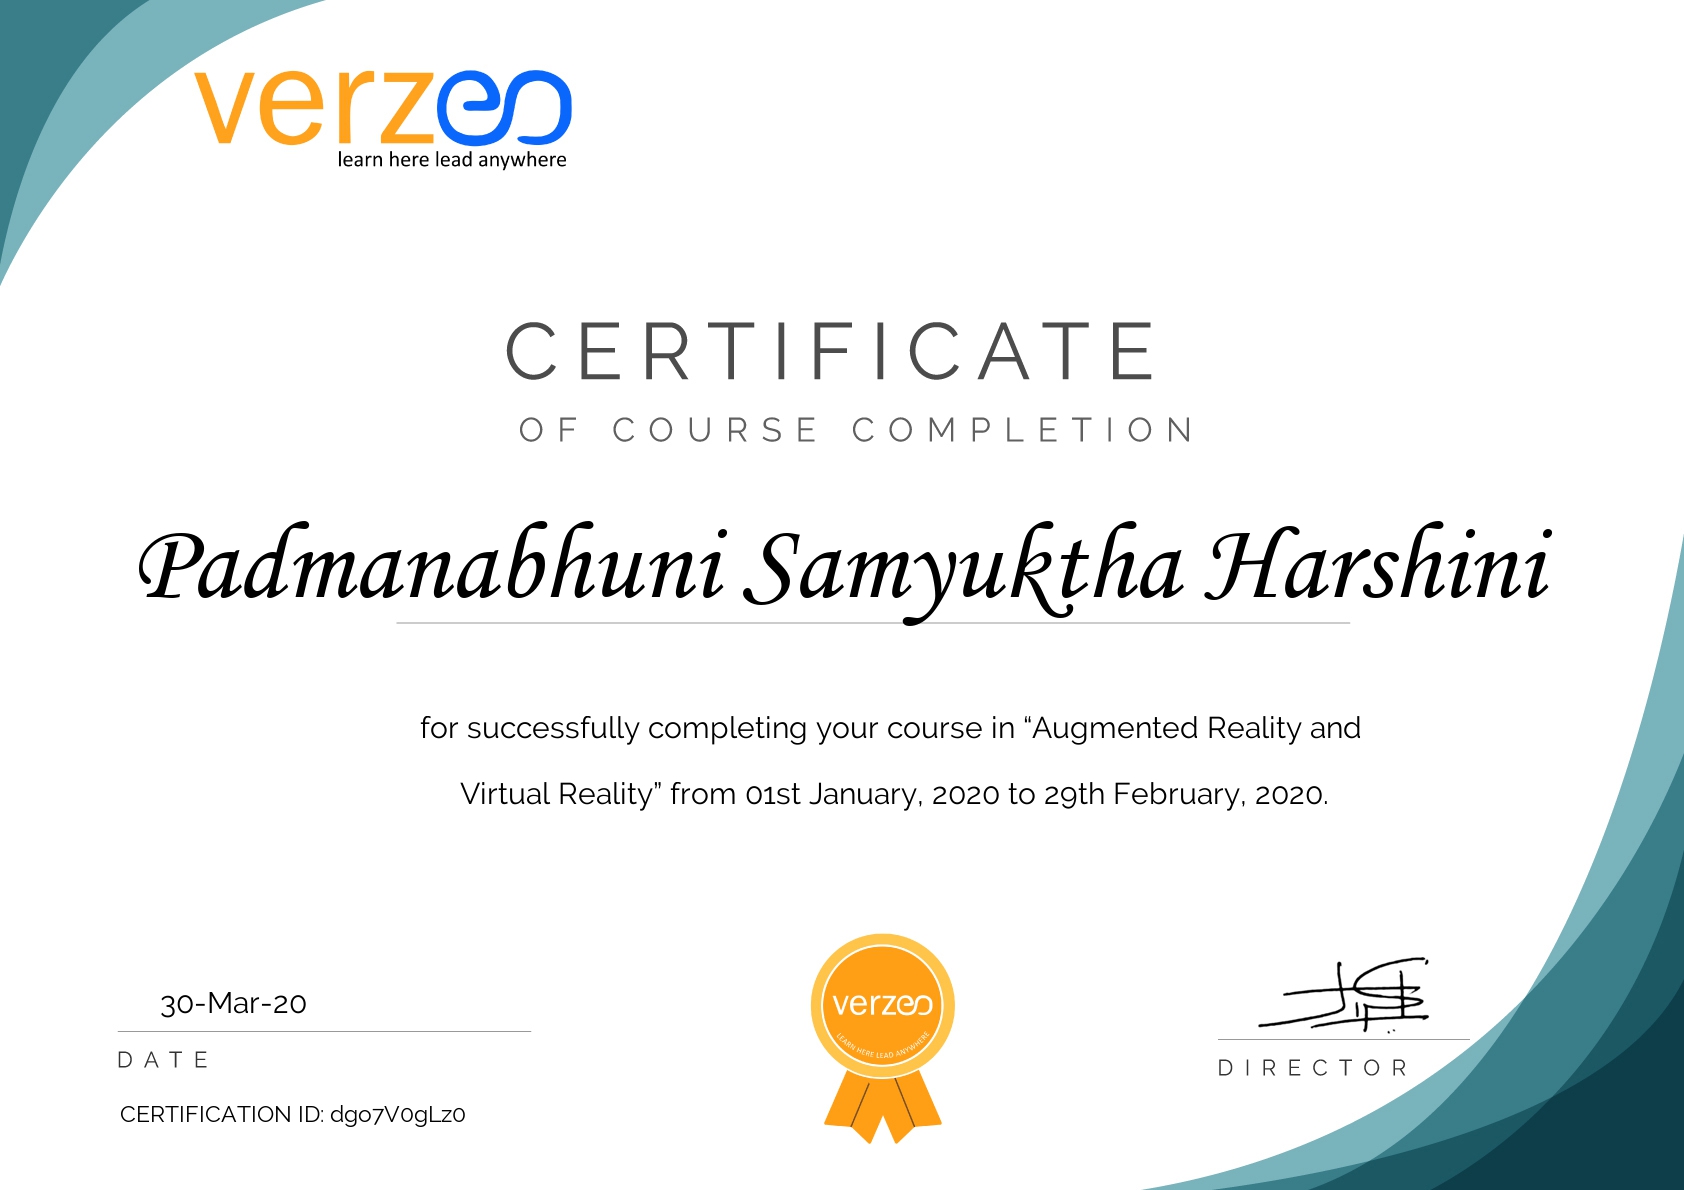 verzeo
learn here lead anywhere
CERTIFICATE
OF COURSE COMPLETION
Padmanabhuni Samyuktha Harshini
for successfully completing your course in “Augmented Reality and
Virtual Reality” from 01st January, 2020 to 29th February, 2020.
30-Mar-20
DATE
CERTIFICATION ID: dgo7V0gLz0
verzeo
LEARN HERE LEAD ANYWHERE
DIRECTOR